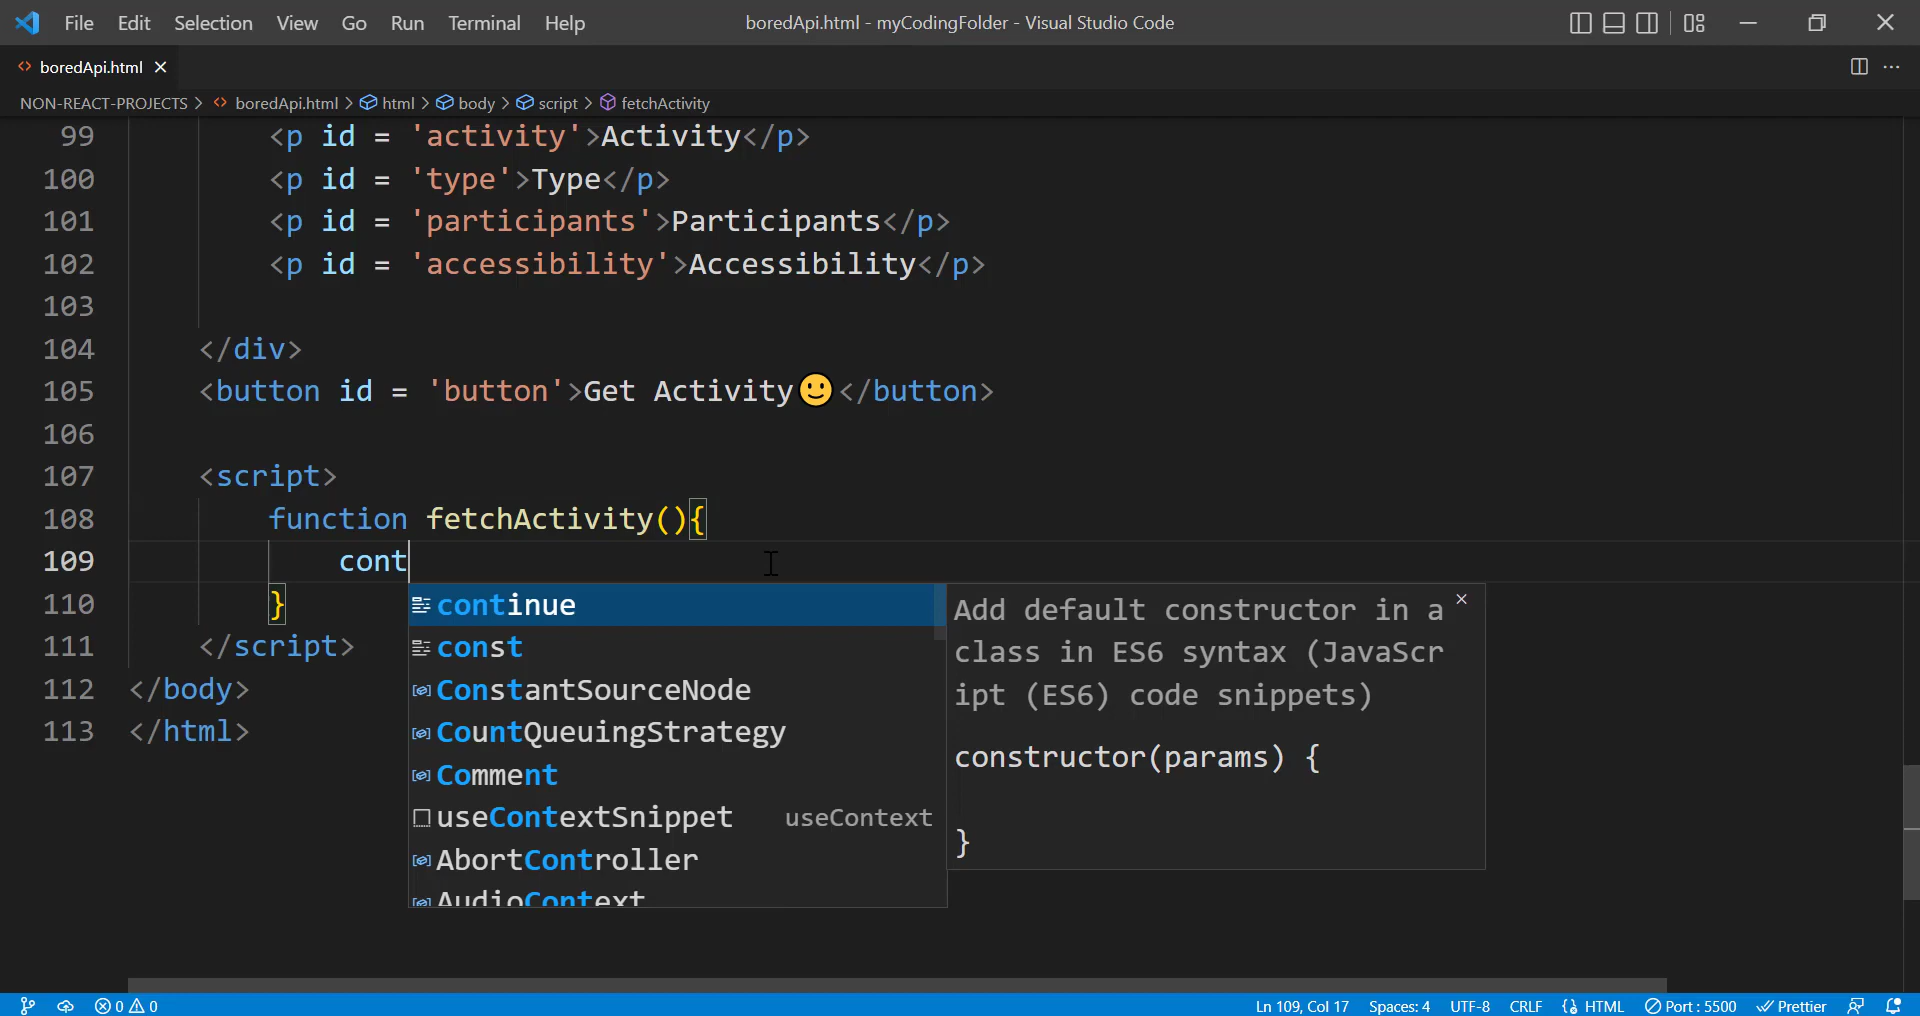 File Edit Selection View Go Run Terminal Help boredApi.html - myCodingFolder - Visual Studio Code
boredApi.html
NON-REACT-PROJECTS > boredApi.html > html > body > script > fetchActivity
99 <p id = 'activity'>Activity</p>
100 <p id = 'type'>Type</p>
101 <p id = 'participants'>Participants</p>
102 <p id = 'accessibility'>Accessibility</p>
103
104 </div>
105 <button id = 'button'>Get Activity🙂</button>
106
107 <script>
108 function fetchActivity(){
109 cont
110 }
111 </script>
112 </body>
113 </html>
continue
const
ConstantSourceNode
CountQueuingStrategy
Comment
useContextSnippet useContext
AbortController
AudioContext
Add default constructor in a
class in ES6 syntax (JavaScr
ipt (ES6) code snippets)
constructor(params) {
}
0 0 Ln 109, Col 17 Spaces: 4 UTF-8 CRLF {} HTML Port : 5500 Prettier